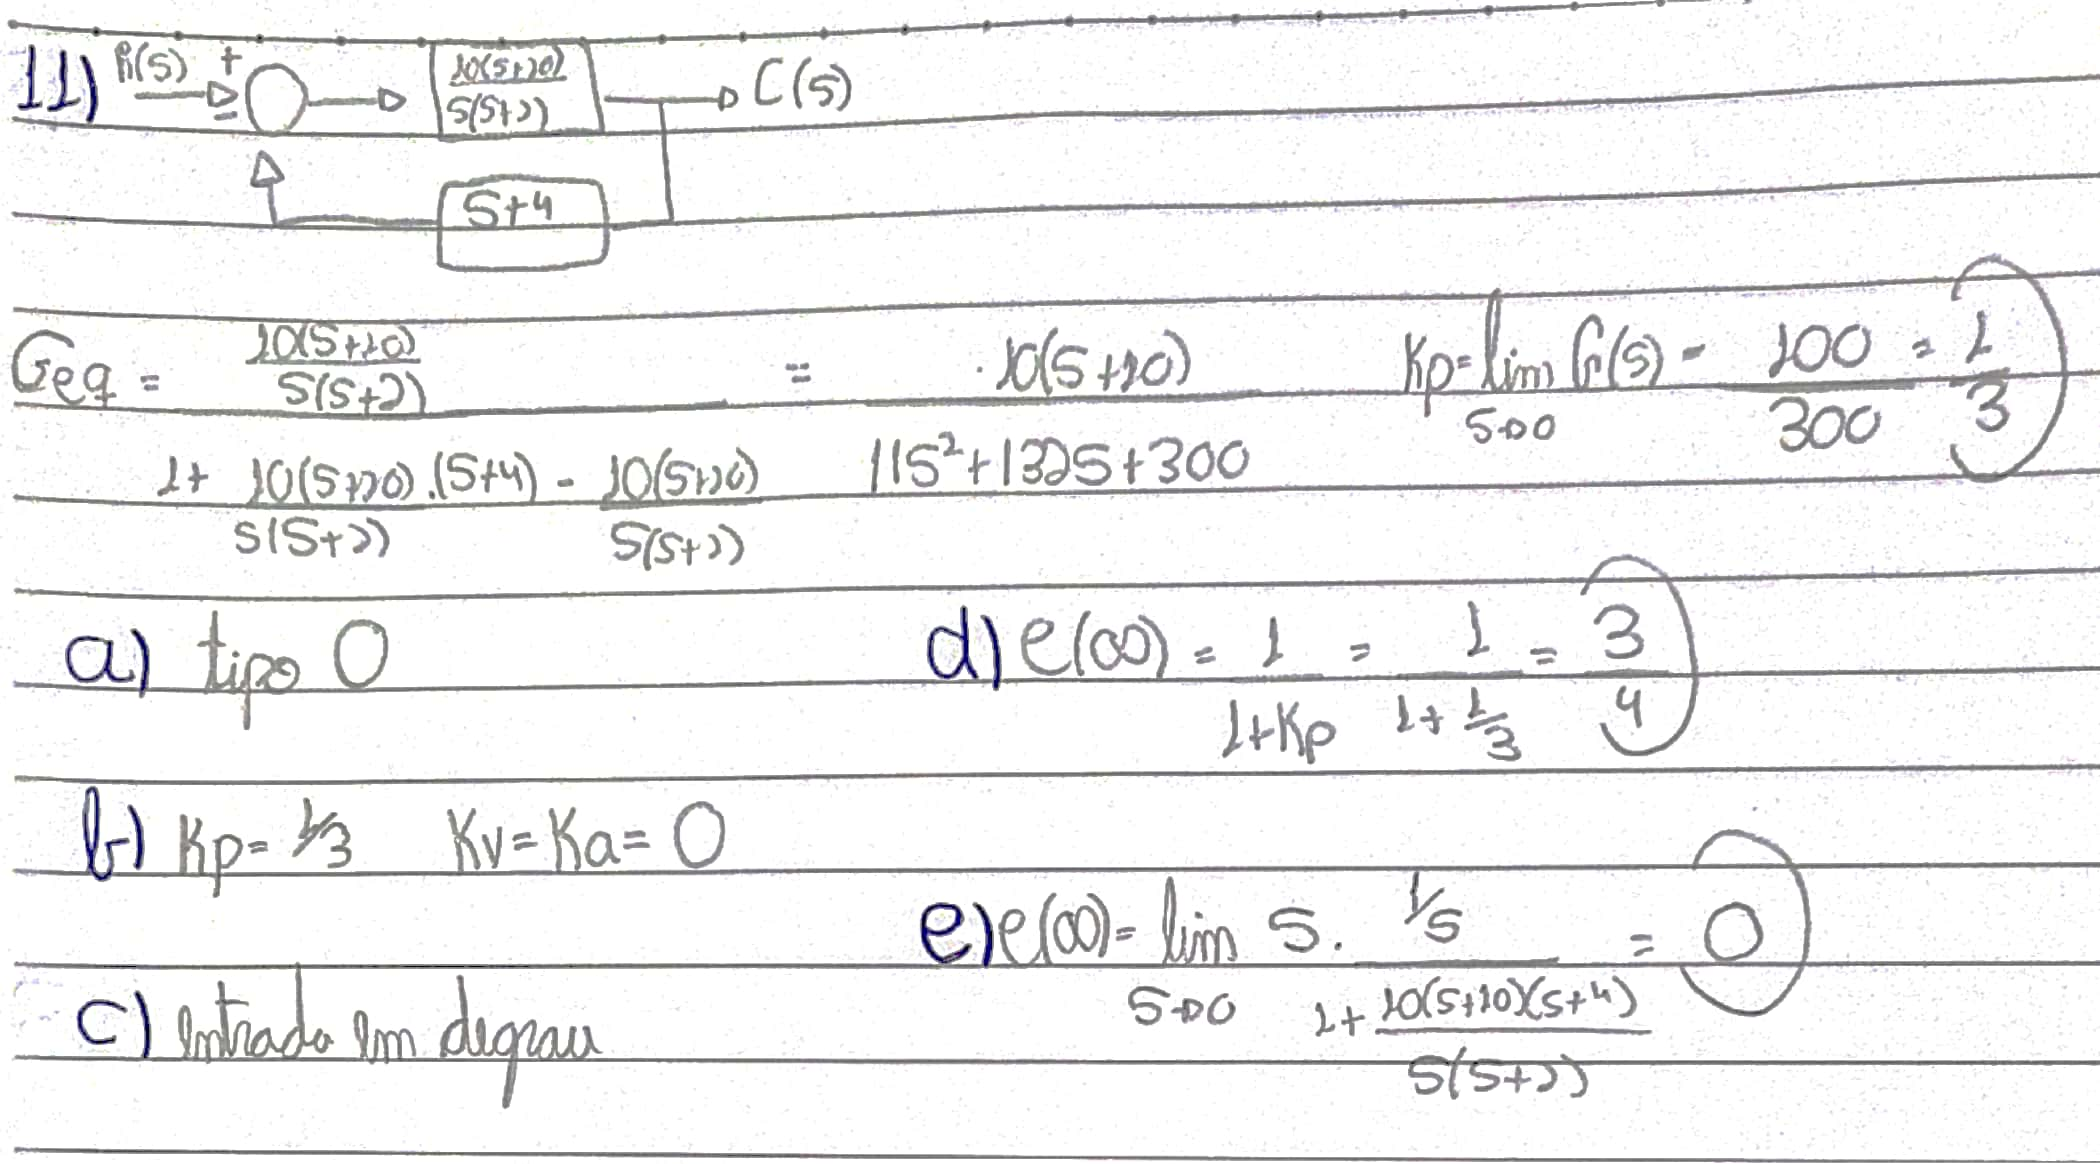 11) R(s) + - 10(s+10) / s(s+2) C(s)
s+4
Geq = 10(s+10) / s(s+2) / 1 + 10(s+10).(s+4) / s(s+2) - 10(s+10) / s(s+2) = 10(s+10) / 11s²+132s+300 Kp = lim s→0 G(s) = 100 / 300 = 1/3
a) tipo 0
d) e(∞) = 1 / 1+Kp = 1 / 1+1/3 = 3/4
b) Kp = 1/3 Kv = Ka = 0
e) e(∞) = lim s→0 s. 1/s / 1 + 10(s+10)(s+4) / s(s+2) = 0
c) entrada em degrau